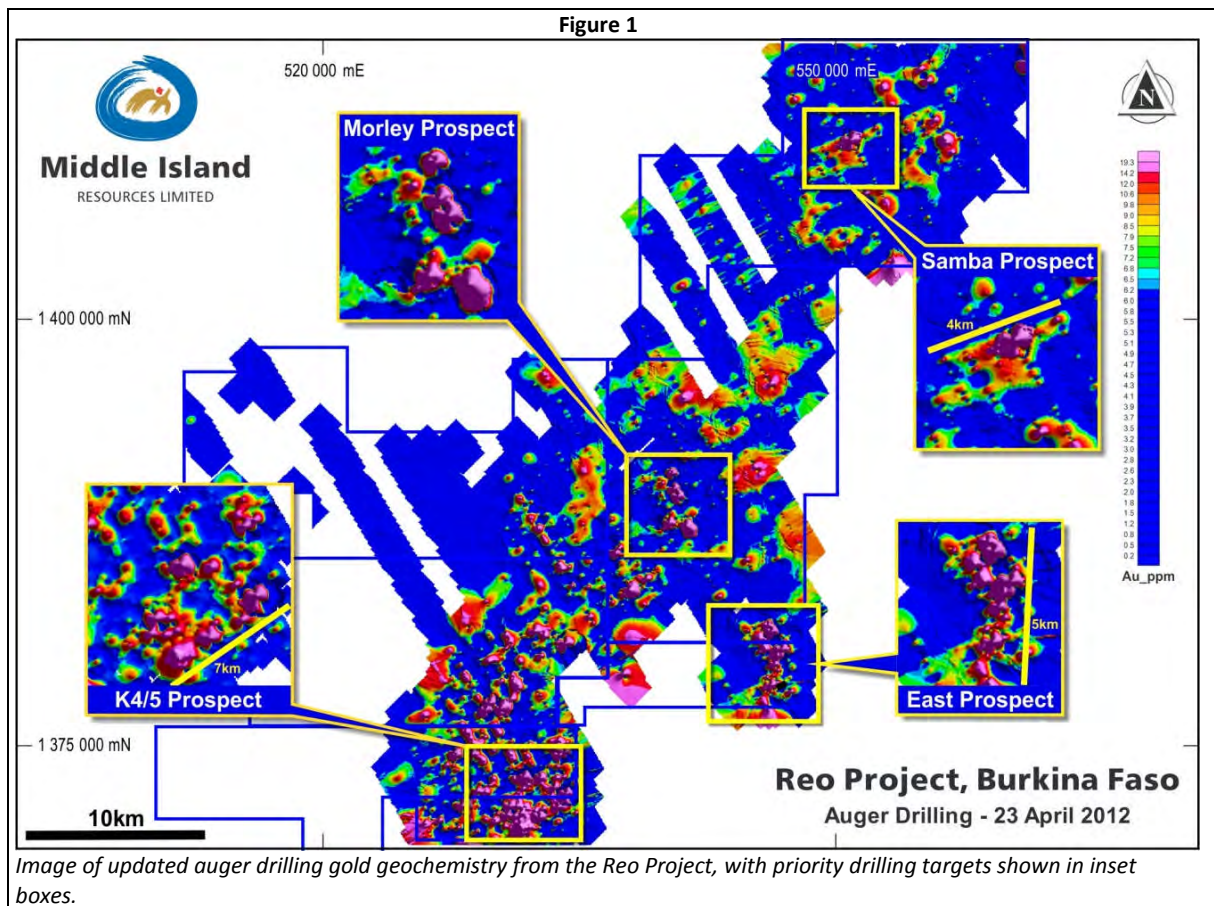 Figure 1
520 000 mE
550 000 mE
Middle Island
RESOURCES LIMITED
Morley Prospect
N
Samba Prospect
4km
1 400 000 mN
19.3
14.2
12.0
10.6
9.8
9.0
8.5
7.9
7.5
7.2
6.8
6.5
6.2
6.0
5.8
5.5
5.3
5.1
4.9
4.7
4.5
4.3
4.1
3.9
3.7
3.5
3.2
3.0
2.8
2.6
2.3
2.0
1.8
1.5
1.2
0.8
0.5
0.2
Au_ppm
7km
K4/5 Prospect
5km
East Prospect
1 375 000 mN
Reo Project, Burkina Faso
Auger Drilling - 23 April 2012
10km
Image of updated auger drilling gold geochemistry from the Reo Project, with priority drilling targets shown in inset
boxes.